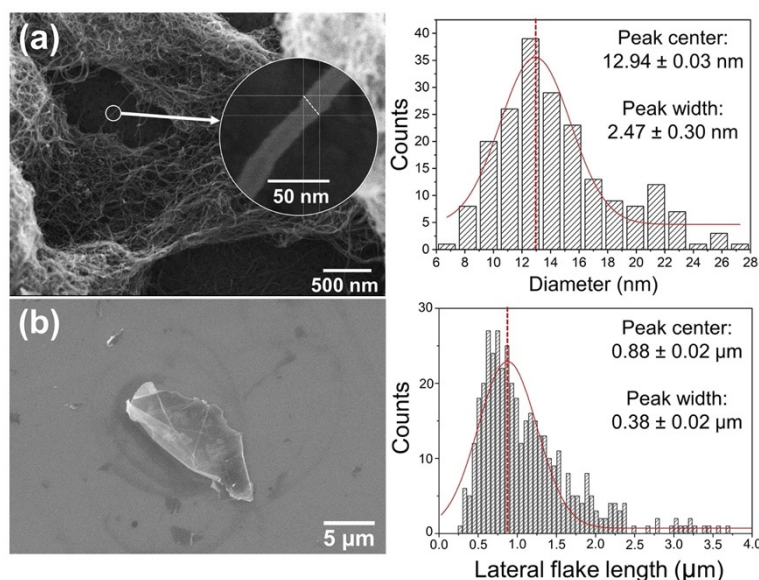 (a)
50 nm
500 nm
Counts
40
35
30
25
20
15
10
5
0
Peak center:
12.94 ± 0.03 nm
Peak width:
2.47 ± 0.30 nm
6 8 10 12 14 16 18 20 22 24 26 28
Diameter (nm)
(b)
5 µm
Counts
30
20
10
0
Peak center:
0.88 ± 0.02 µm
Peak width:
0.38 ± 0.02 µm
0.0 0.5 1.0 1.5 2.0 2.5 3.0 3.5 4.0
Lateral flake length (µm)